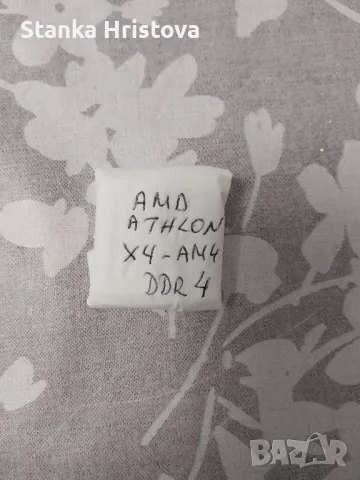 Stanka Hristova
AMD
ATHLON
X4-AM4
DDR4
BAZAR